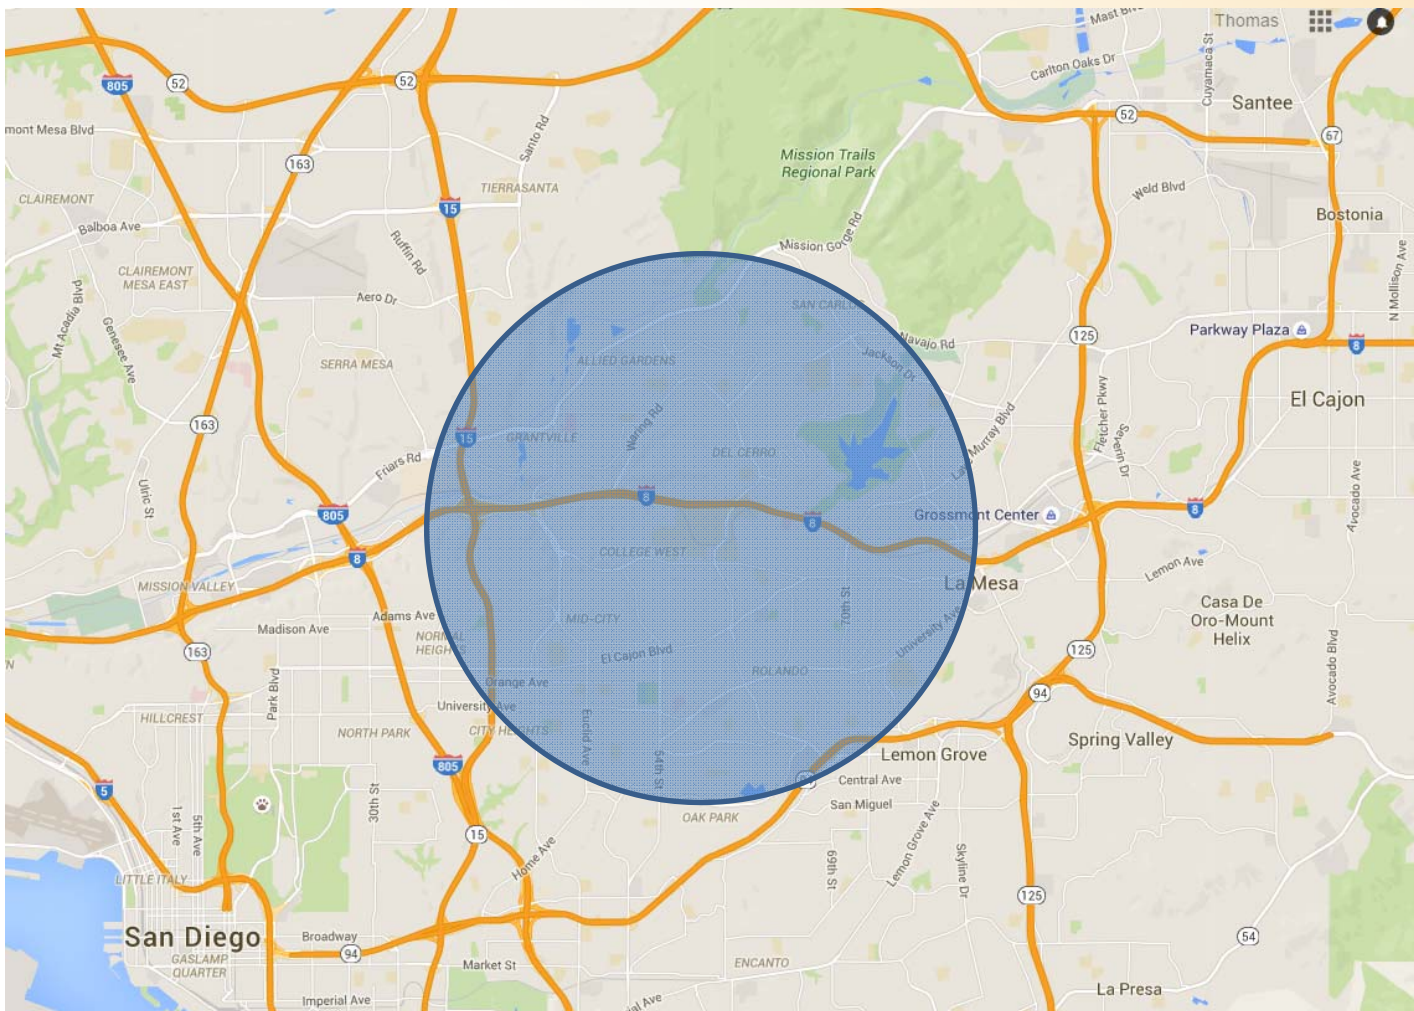 Thomas
Mast Blvd
Carlton Oaks Dr
Cuyamaca St
Santee
52
805
52
52
67
mont Mesa Blvd
Santo Rd
163
Mission Trails
Regional Park
CLAIREMONT
TIERRASANTA
15
Weld Blvd
Bostonia
Balboa Ave
Ruffin Rd
Mission Gorge Rd
N Mollison Ave
CLAIREMONT
MESA EAST
Aero Dr
Mt Acadia Blvd
Genesee Ave
SAN CARLOS
125
Parkway Plaza
8
Navajo Rd
Jackson Dr
SERRA MESA
ALLIED GARDENS
Fletcher Pkwy
El Cajon
163
15
GRANTVILLE
Waring Rd
DEL CERRO
Lake Murray Blvd
Severin Dr
Friars Rd
Ulric St
Avocado Ave
805
8
8
Grossmont Center
8
8
COLLEGE WEST
MISSION VALLEY
La Mesa
Lemon Ave
Casa De
Oro-Mount
Helix
Adams Ave
MID-CITY
70th St
Madison Ave
NORMAL
HEIGHTS
University Ave
163
El Cajon Blvd
125
Park Blvd
Orange Ave
ROLANDO
94
Avocado Blvd
HILLCREST
University Ave
NORTH PARK
CITY HEIGHTS
Euclid Ave
54th St
Lemon Grove
Spring Valley
805
5
Central Ave
30th St
1st Ave
5th Ave
San Miguel
OAK PARK
15
Home Ave
69th St
Lemon Grove Ave
Skyline Dr
LITTLE ITALY
125
San Diego
Broadway
94
54
GASLAMP
QUARTER
Market St
ENCANTO
La Presa
Imperial Ave
ial Ave